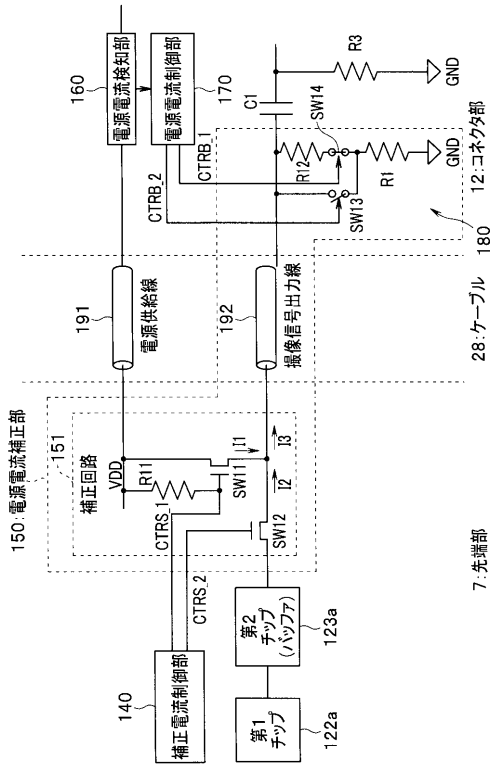 150:電源電流補正部
151
補正回路
VDD
R11
CTRS_1
SW11
I1
I2
I3
CTRS_2
SW12
140
補正電流制御部
第1
チップ
122a
第2
チップ
(バッファ)
123a
7:先端部
191
電源供給線
192
撮像信号出力線
28:ケーブル
160
電源電流検知部
電源電流制御部
170
CTRB_2
CTRB_1
C1
R3
GND
R12
SW14
SW13
R1
GND
180
12:コネクタ部